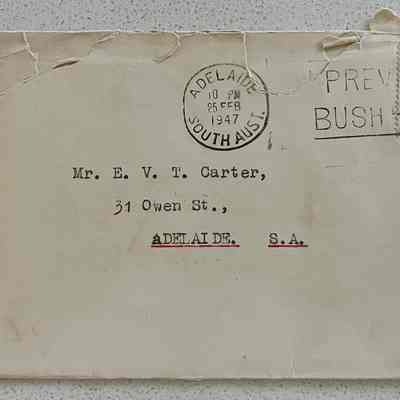 ADELAIDE
10 PM
25 FEB
1947
SOUTH AUST.
PREV
BUSH
Mr. E. V. T. Carter,
31 Owen St.,
ADELAIDE. S.A.